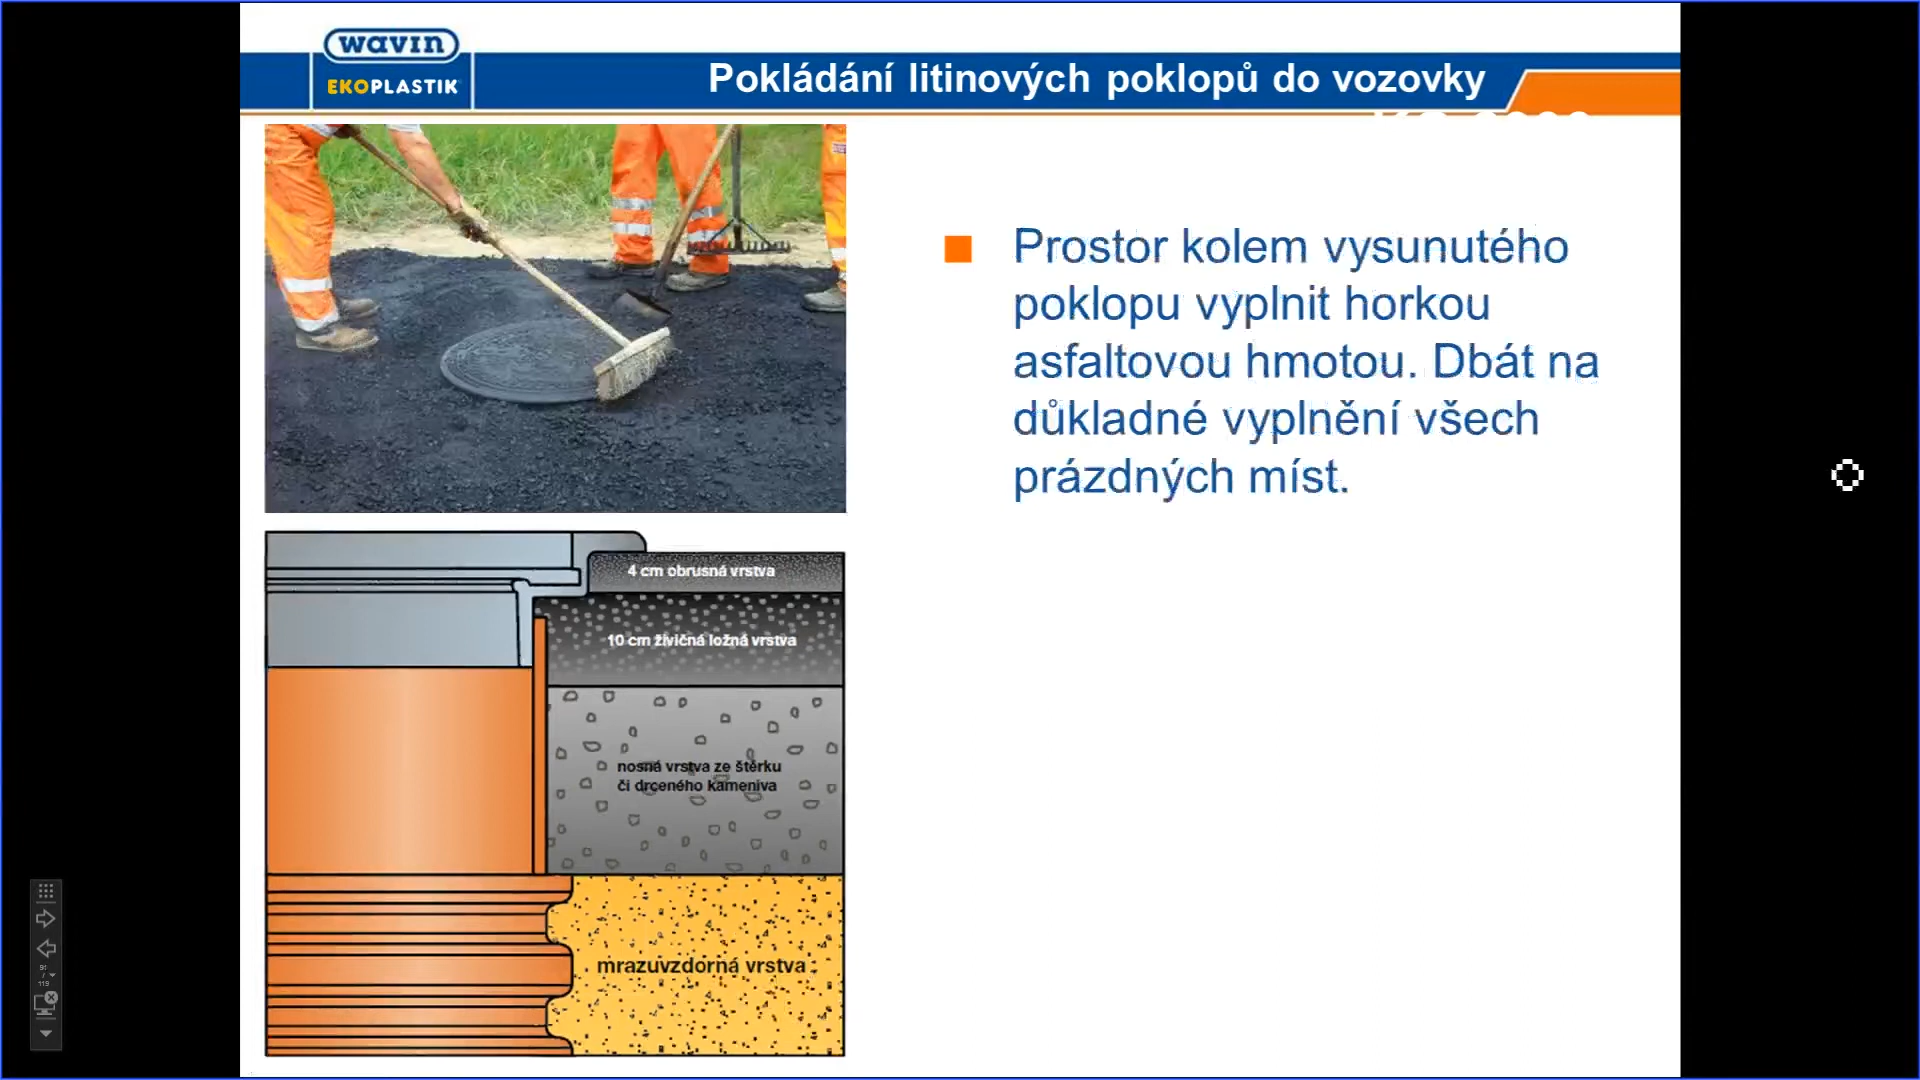 wavin
EKOPLASTIK
Pokládání litinových poklopů do vozovky
Prostor kolem vysunutého
poklopu vyplnit horkou
asfaltovou hmotou. Dbát na
důkladné vyplnění všech
prázdných míst.
4 cm obrusná vrstva
10 cm živičná ložná vrstva
nosná vrstva ze štěrku
či drceného kameniva
mrazuvzdorná vrstva
91
/
119